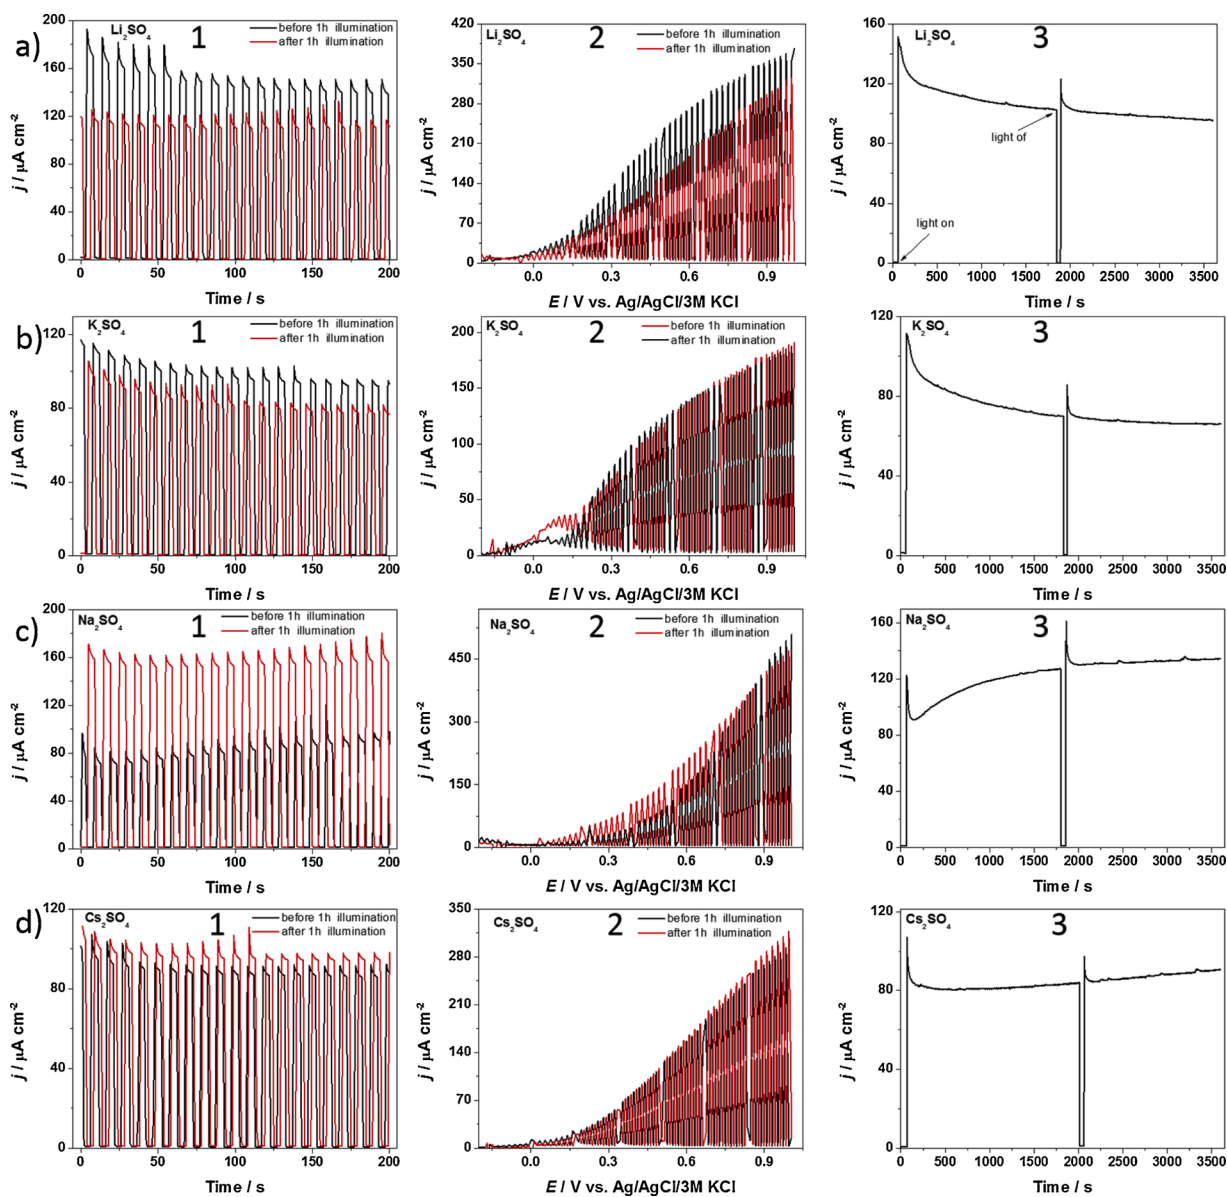 a)
Li₂SO₄
1
before 1h illumination
after 1h illumination
200
160
120
80
40
0
j / µA cm⁻²
0 50 100 150 200
Time / s
Li₂SO₄
2
before 1h illumination
after 1h illumination
420
350
280
210
140
70
0
j / µA cm⁻²
0.0 0.3 0.6 0.9
E / V vs. Ag/AgCl/3M KCl
Li₂SO₄
3
160
120
80
40
0
j / µA cm⁻²
light of
light on
0 500 1000 1500 2000 2500 3000 3500
Time / s
b)
K₂SO₄
1
before 1h illumination
after 1h illumination
120
80
40
0
j / µA cm⁻²
0 50 100 150 200
Time / s
K₂SO₄
2
before 1h illumination
after 1h illumination
200
150
100
50
0
j / µA cm⁻²
0.0 0.3 0.6 0.9
E / V vs. Ag/AgCl/3M KCl
K₂SO₄
3
120
80
40
0
j / µA cm⁻²
0 500 1000 1500 2000 2500 3000 3500
Time / s
c)
Na₂SO₄
1
before 1h illumination
after 1h illumination
200
160
120
80
40
0
j / µA cm⁻²
0 50 100 150 200
Time / s
Na₂SO₄
2
before 1h illumination
after 1h illumination
450
300
150
0
j / µA cm⁻²
0.0 0.3 0.6 0.9
E / V vs. Ag/AgCl/3M KCl
Na₂SO₄
3
160
120
80
40
0
j / µA cm⁻²
0 500 1000 1500 2000 2500 3000 3500
Time / s
d)
Cs₂SO₄
1
before 1h illumination
after 1h illumination
120
80
40
0
j / µA cm⁻²
0 50 100 150 200
Time / s
Cs₂SO₄
2
before 1h illumination
after 1h illumination
350
280
210
140
70
0
j / µA cm⁻²
0.0 0.3 0.6 0.9
E / V vs. Ag/AgCl/3M KCl
Cs₂SO₄
3
120
80
40
0
j / µA cm⁻²
0 500 1000 1500 2000 2500 3000 3500
Time / s